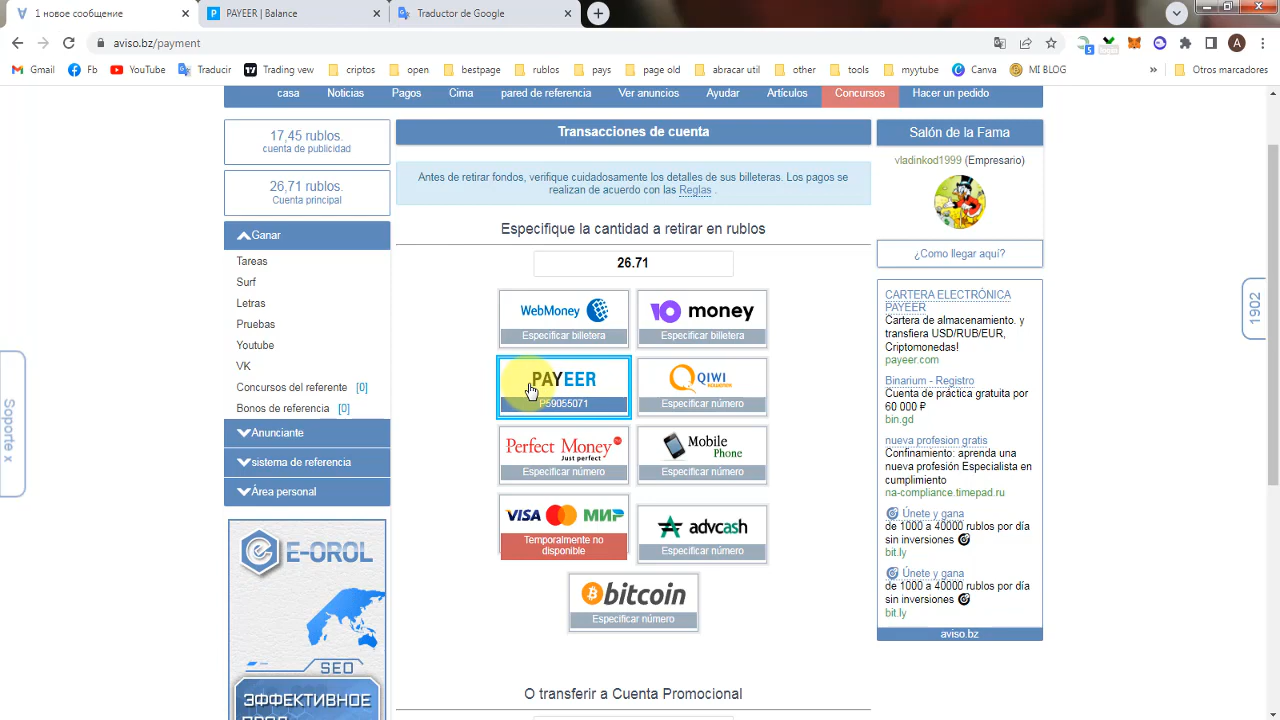 1 новое сообщение
PAYEER | Balance
Traductor de Google
aviso.bz/payment
5
A
Gmail
Fb
YouTube
Traducir
Trading vew
criptos
open
bestpage
rublos
pays
page old
abracar util
other
tools
myytube
Canva
MI BLOG
»
Otros marcadores
casa
Noticias
Pagos
Cima
pared de referencia
Ver anuncios
Ayudar
Artículos
Concursos
Hacer un pedido
17,45 rublos.
cuenta de publicidad
26,71 rublos.
Cuenta principal
Ganar
Tareas
Surf
Letras
Pruebas
Youtube
VK
Concursos del referente [0]
Bonos de referencia [0]
Anunciante
sistema de referencia
Área personal
E-OROL
SEO
ЭФФЕКТИВНОЕ
Soporte x
Transacciones de cuenta
Antes de retirar fondos, verifique cuidadosamente los detalles de sus billeteras. Los pagos se
realizan de acuerdo con las Reglas .
Especifique la cantidad a retirar en rublos
26.71
WebMoney
Especificar billetera
money
Especificar billetera
PAYEER
P59055071
QIWI
Especificar número
Perfect Money
Just perfect
Especificar número
Mobile
Phone
Especificar número
VISA
МИР
Temporalmente no
disponible
advcash
Especificar número
bitcoin
Especificar número
O transferir a Cuenta Promocional
Salón de la Fama
vladinkod1999 (Empresario)
¿Como llegar aquí?
CARTERA ELECTRÓNICA
PAYEER
Cartera de almacenamiento. y
transfiera USD/RUB/EUR,
Criptomonedas!
payeer.com
Binarium - Registro
Cuenta de práctica gratuita por
60 000 ₽
bin.gd
nueva profesion gratis
Confinamiento: aprenda una
nueva profesión Especialista en
cumplimiento
na-compliance.timepad.ru
Únete y gana
de 1000 a 40000 rublos por día
sin inversiones
bit.ly
Únete y gana
de 1000 a 40000 rublos por día
sin inversiones
bit.ly
aviso.bz
1902